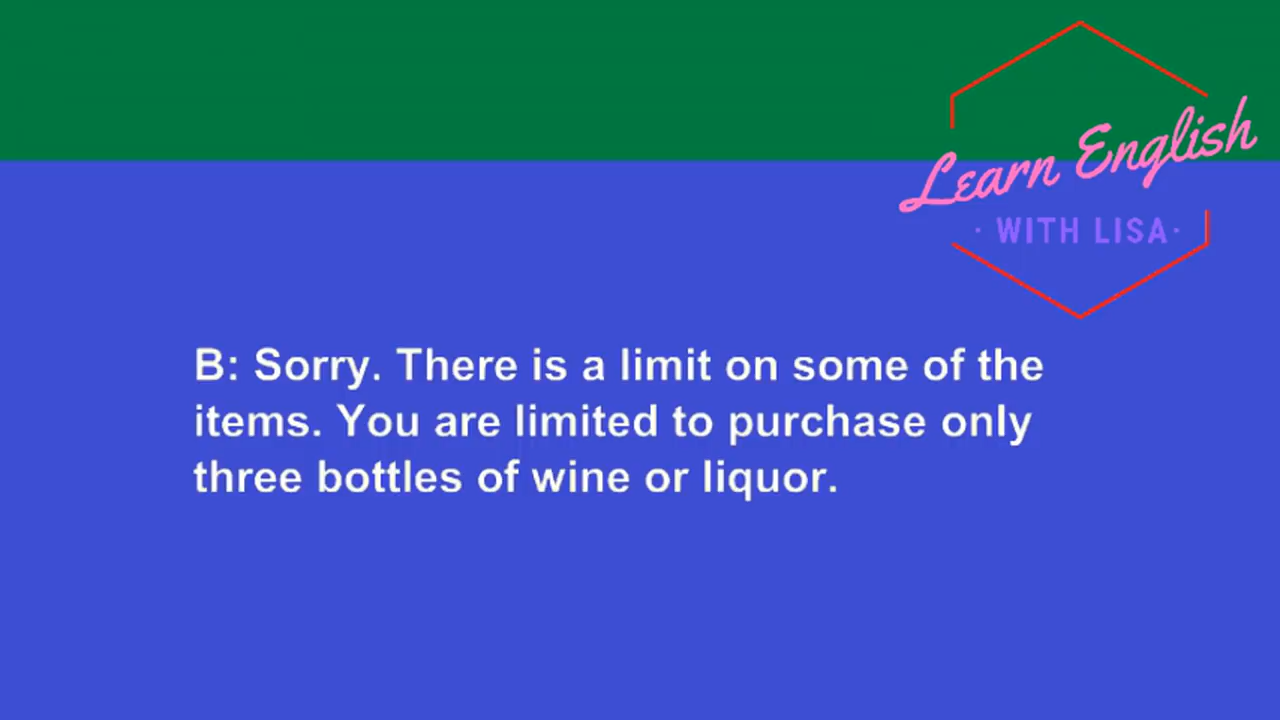 Learn English
· WITH LISA·
B: Sorry. There is a limit on some of the
items. You are limited to purchase only
three bottles of wine or liquor.